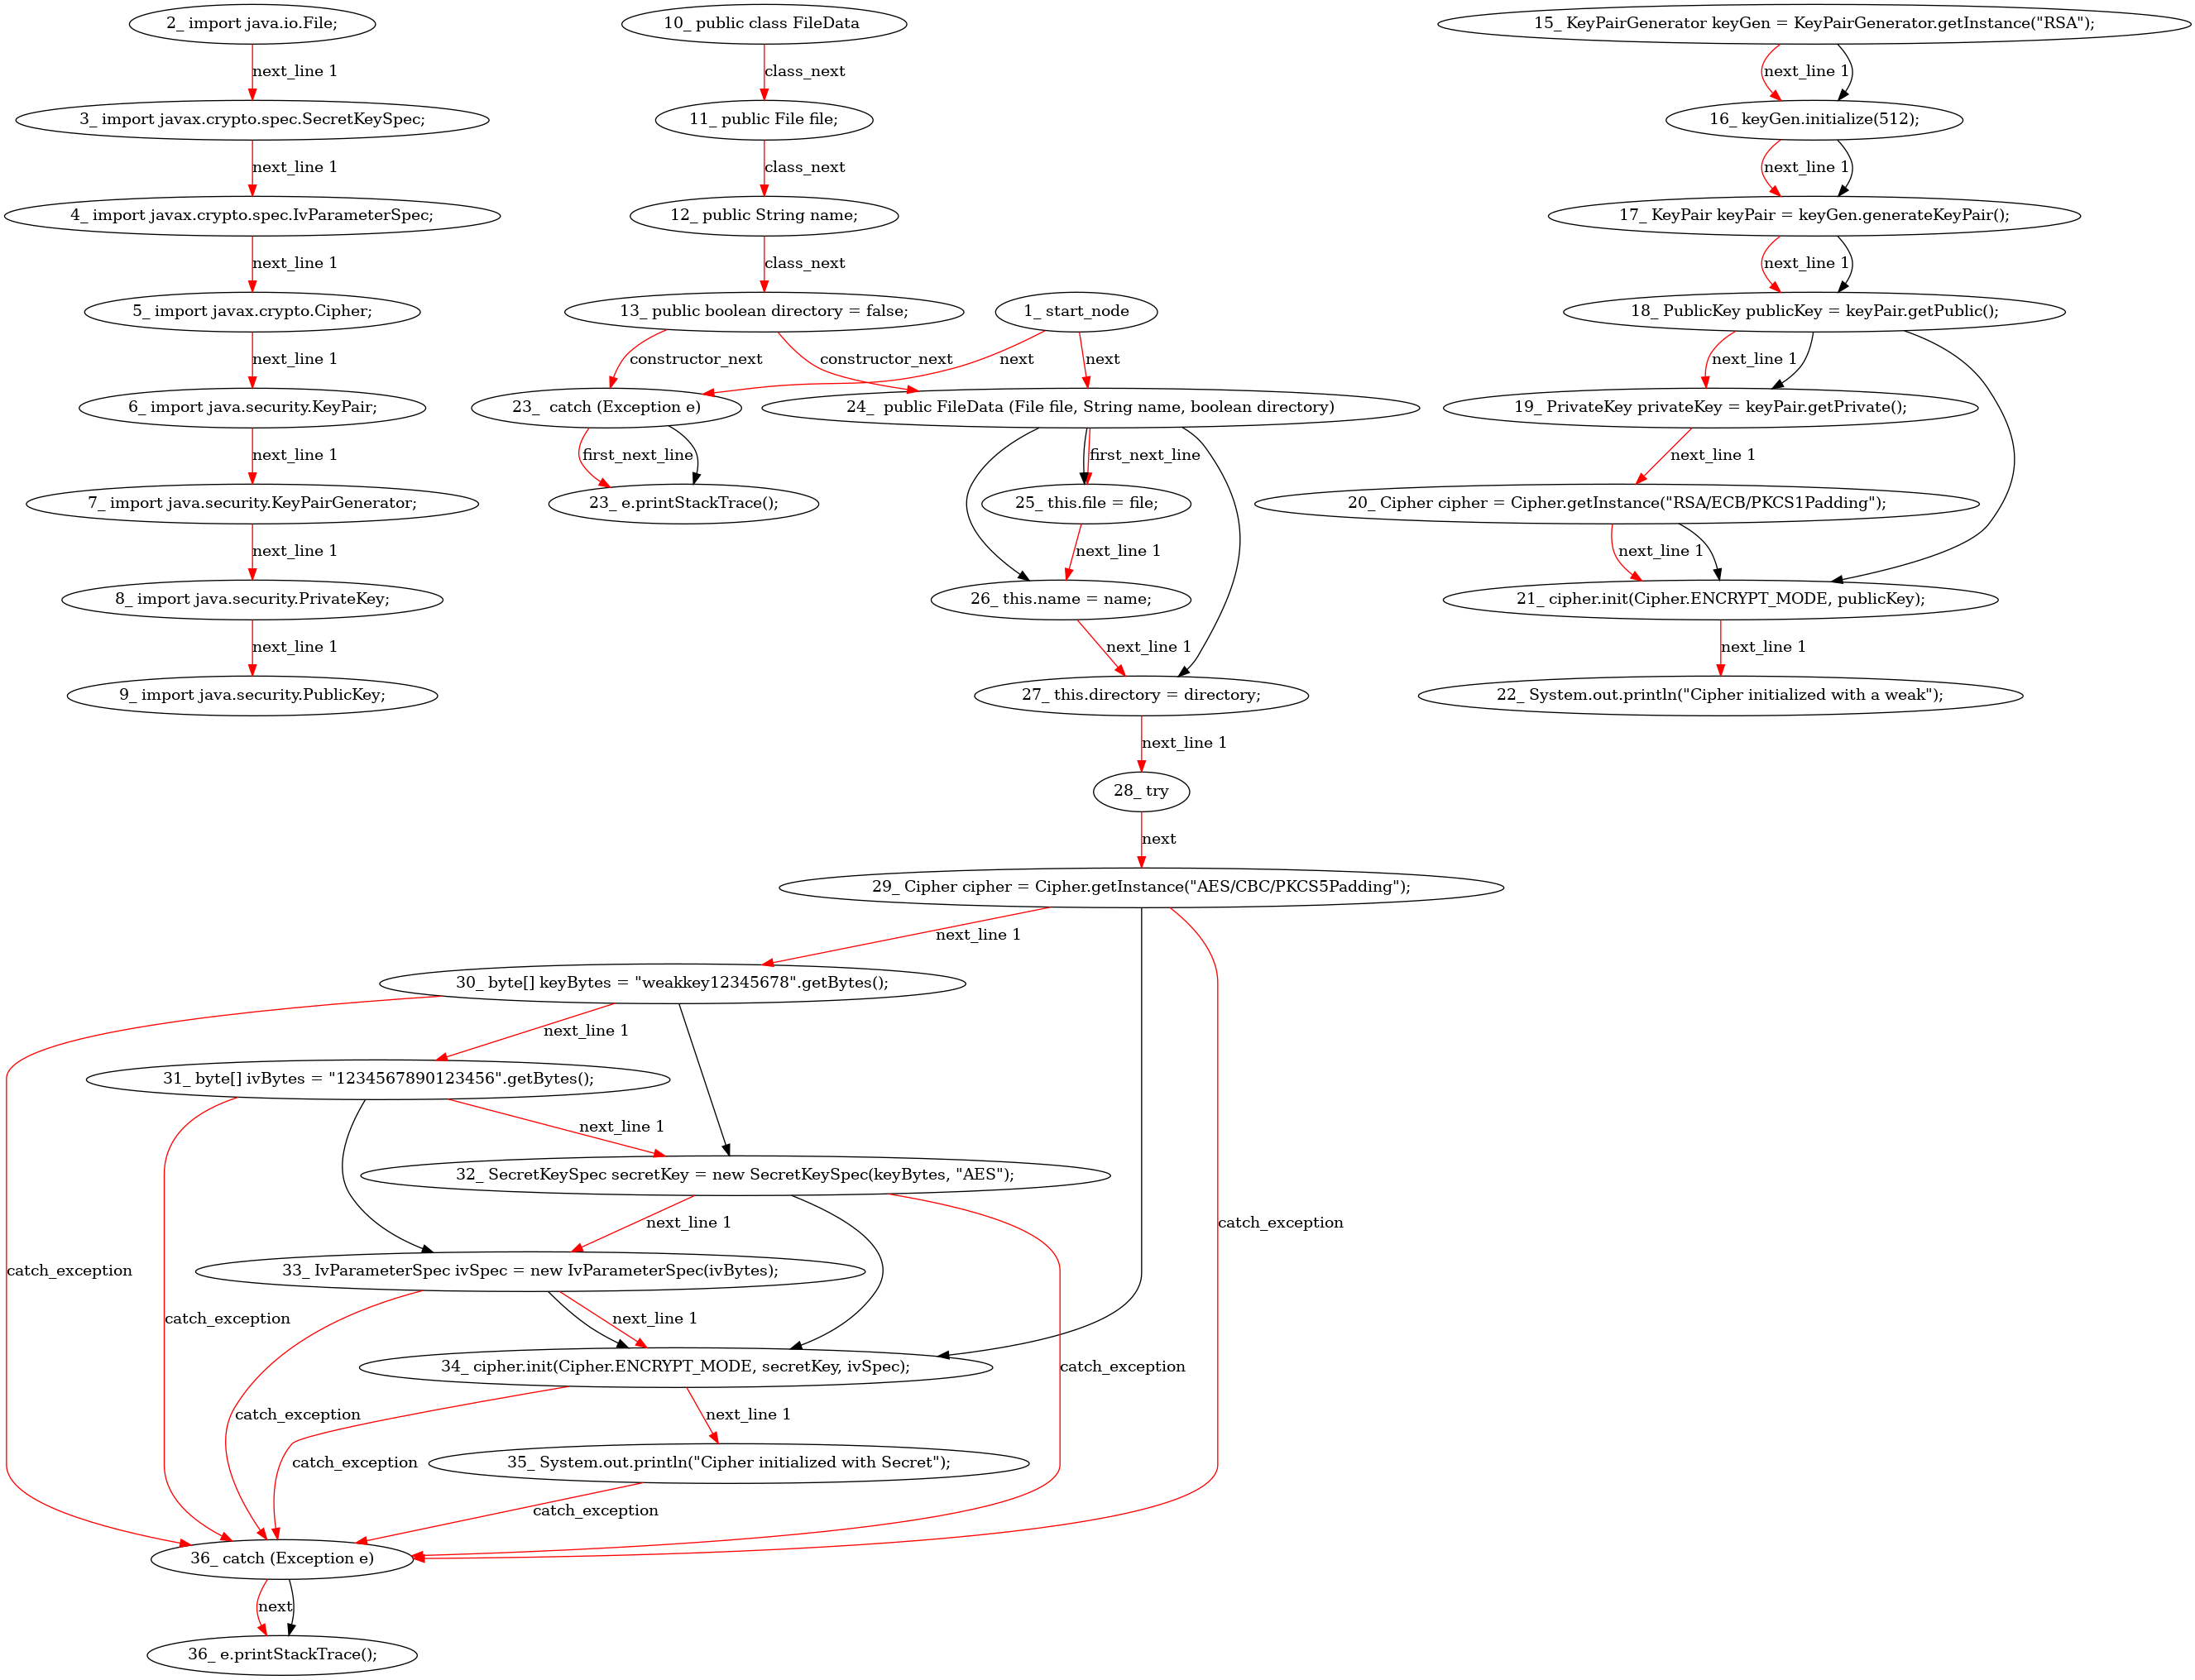 2_ import java.io.File;
next_line 1
3_ import javax.crypto.spec.SecretKeySpec;
next_line 1
4_ import javax.crypto.spec.IvParameterSpec;
next_line 1
5_ import javax.crypto.Cipher;
next_line 1
6_ import java.security.KeyPair;
next_line 1
7_ import java.security.KeyPairGenerator;
next_line 1
8_ import java.security.PrivateKey;
next_line 1
9_ import java.security.PublicKey;
10_ public class FileData
class_next
11_ public File file;
class_next
12_ public String name;
class_next
13_ public boolean directory = false;
1_ start_node
constructor_next
constructor_next
next
next
23_  catch (Exception e)
24_  public FileData (File file, String name, boolean directory)
first_next_line
first_next_line
23_ e.printStackTrace();
25_ this.file = file;
next_line 1
26_ this.name = name;
next_line 1
27_ this.directory = directory;
next_line 1
28_ try
next
15_ KeyPairGenerator keyGen = KeyPairGenerator.getInstance(\"RSA\");
next_line 1
16_ keyGen.initialize(512);
next_line 1
17_ KeyPair keyPair = keyGen.generateKeyPair();
next_line 1
18_ PublicKey publicKey = keyPair.getPublic();
next_line 1
19_ PrivateKey privateKey = keyPair.getPrivate();
next_line 1
20_ Cipher cipher = Cipher.getInstance(\"RSA/ECB/PKCS1Padding\");
next_line 1
21_ cipher.init(Cipher.ENCRYPT_MODE, publicKey);
next_line 1
22_ System.out.println(\"Cipher initialized with a weak\");
29_ Cipher cipher = Cipher.getInstance(\"AES/CBC/PKCS5Padding\");
next_line 1
30_ byte[] keyBytes = \"weakkey12345678\".getBytes();
next_line 1
31_ byte[] ivBytes = \"1234567890123456\".getBytes();
next_line 1
32_ SecretKeySpec secretKey = new SecretKeySpec(keyBytes, \"AES\");
next_line 1
catch_exception
33_ IvParameterSpec ivSpec = new IvParameterSpec(ivBytes);
catch_exception
catch_exception
next_line 1
34_ cipher.init(Cipher.ENCRYPT_MODE, secretKey, ivSpec);
catch_exception
catch_exception
next_line 1
catch_exception
35_ System.out.println(\"Cipher initialized with Secret\");
catch_exception
36_ catch (Exception e)
next
36_ e.printStackTrace();